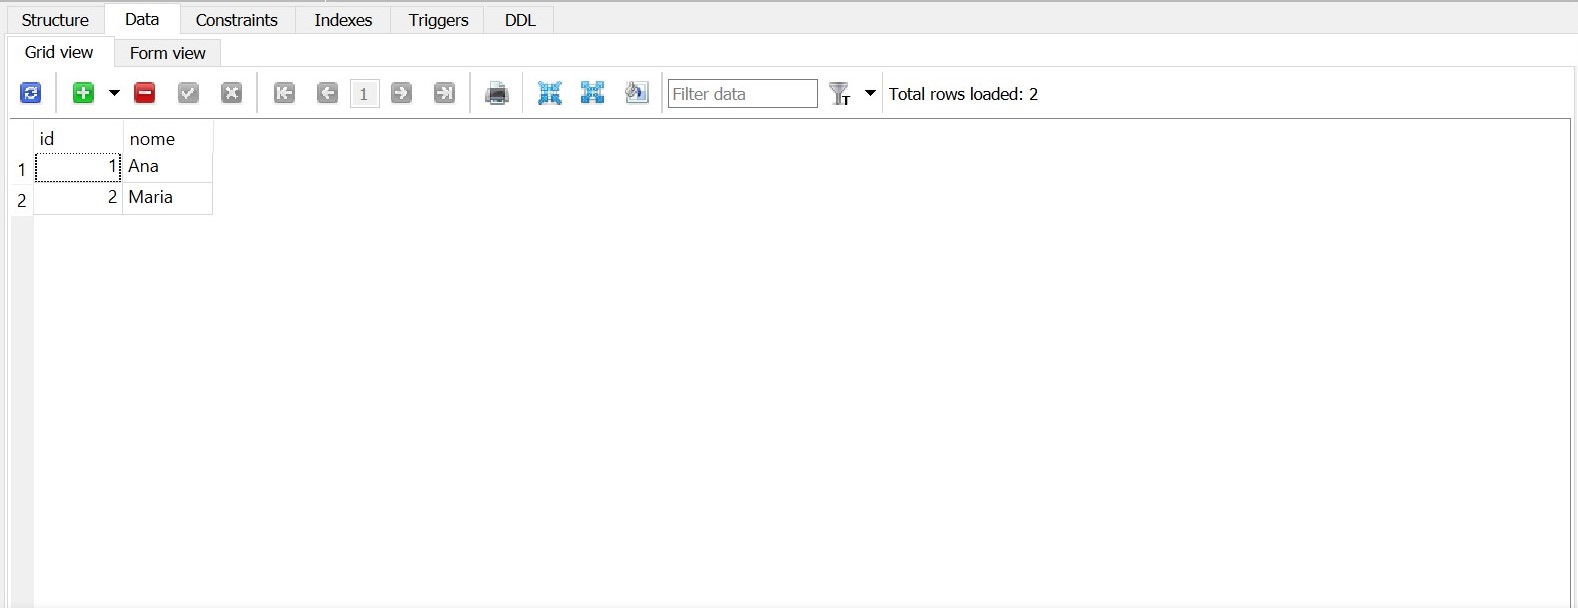 Structure Data Constraints Indexes Triggers DDL
Grid view Form view
1 Filter data T Total rows loaded: 2
id nome
1 1 Ana
2 2 Maria